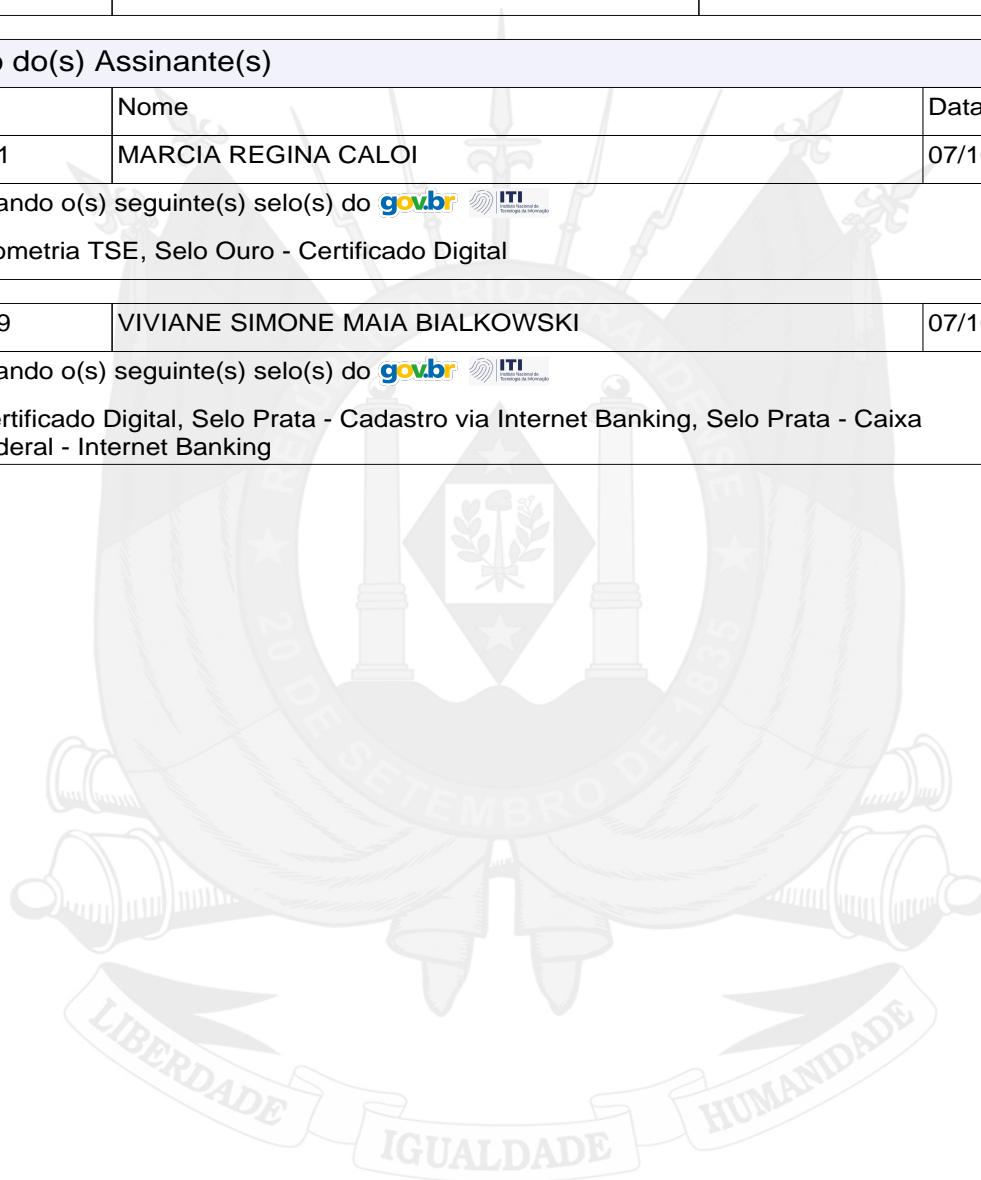 o do(s) Assinante(s)
Nome Data
1 MARCIA REGINA CALOI 07/1
ando o(s) seguinte(s) selo(s) do gov.br ITI
ometria TSE, Selo Ouro - Certificado Digital
9 VIVIANE SIMONE MAIA BIALKOWSKI 07/1
ando o(s) seguinte(s) selo(s) do gov.br ITI
ertificado Digital, Selo Prata - Cadastro via Internet Banking, Selo Prata - Caixa
deral - Internet Banking
REPUBLICA RIO-GRANDENSE
20 DE SETEMBRO DE 1835
LIBERDADE IGUALDADE HUMANIDADE